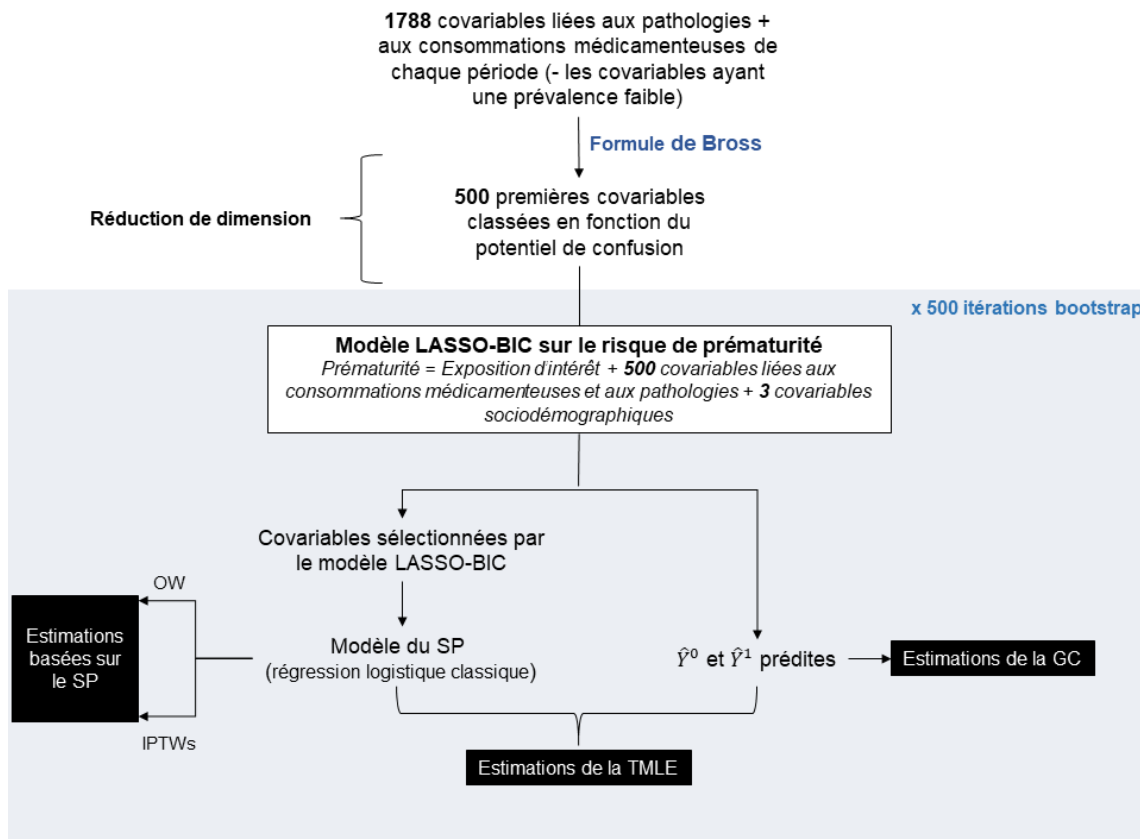 1788 covariables liées aux pathologies +
aux consommations médicamenteuses de
chaque période (- les covariables ayant
une prévalence faible)
Formule de Bross
500 premières covariables
classées en fonction du
potentiel de confusion
Réduction de dimension
x 500 itérations bootstrap
Modèle LASSO-BIC sur le risque de prématurité
Prématurité = Exposition d'intérêt + 500 covariables liées aux
consommations médicamenteuses et aux pathologies + 3 covariables
sociodémographiques
Covariables sélectionnées par
le modèle LASSO-BIC
OW
Estimations
basées sur
le SP
IPTWs
Modèle du SP
(régression logistique classique)
Ŷ⁰ et Ŷ¹ prédites
Estimations de la GC
Estimations de la TMLE